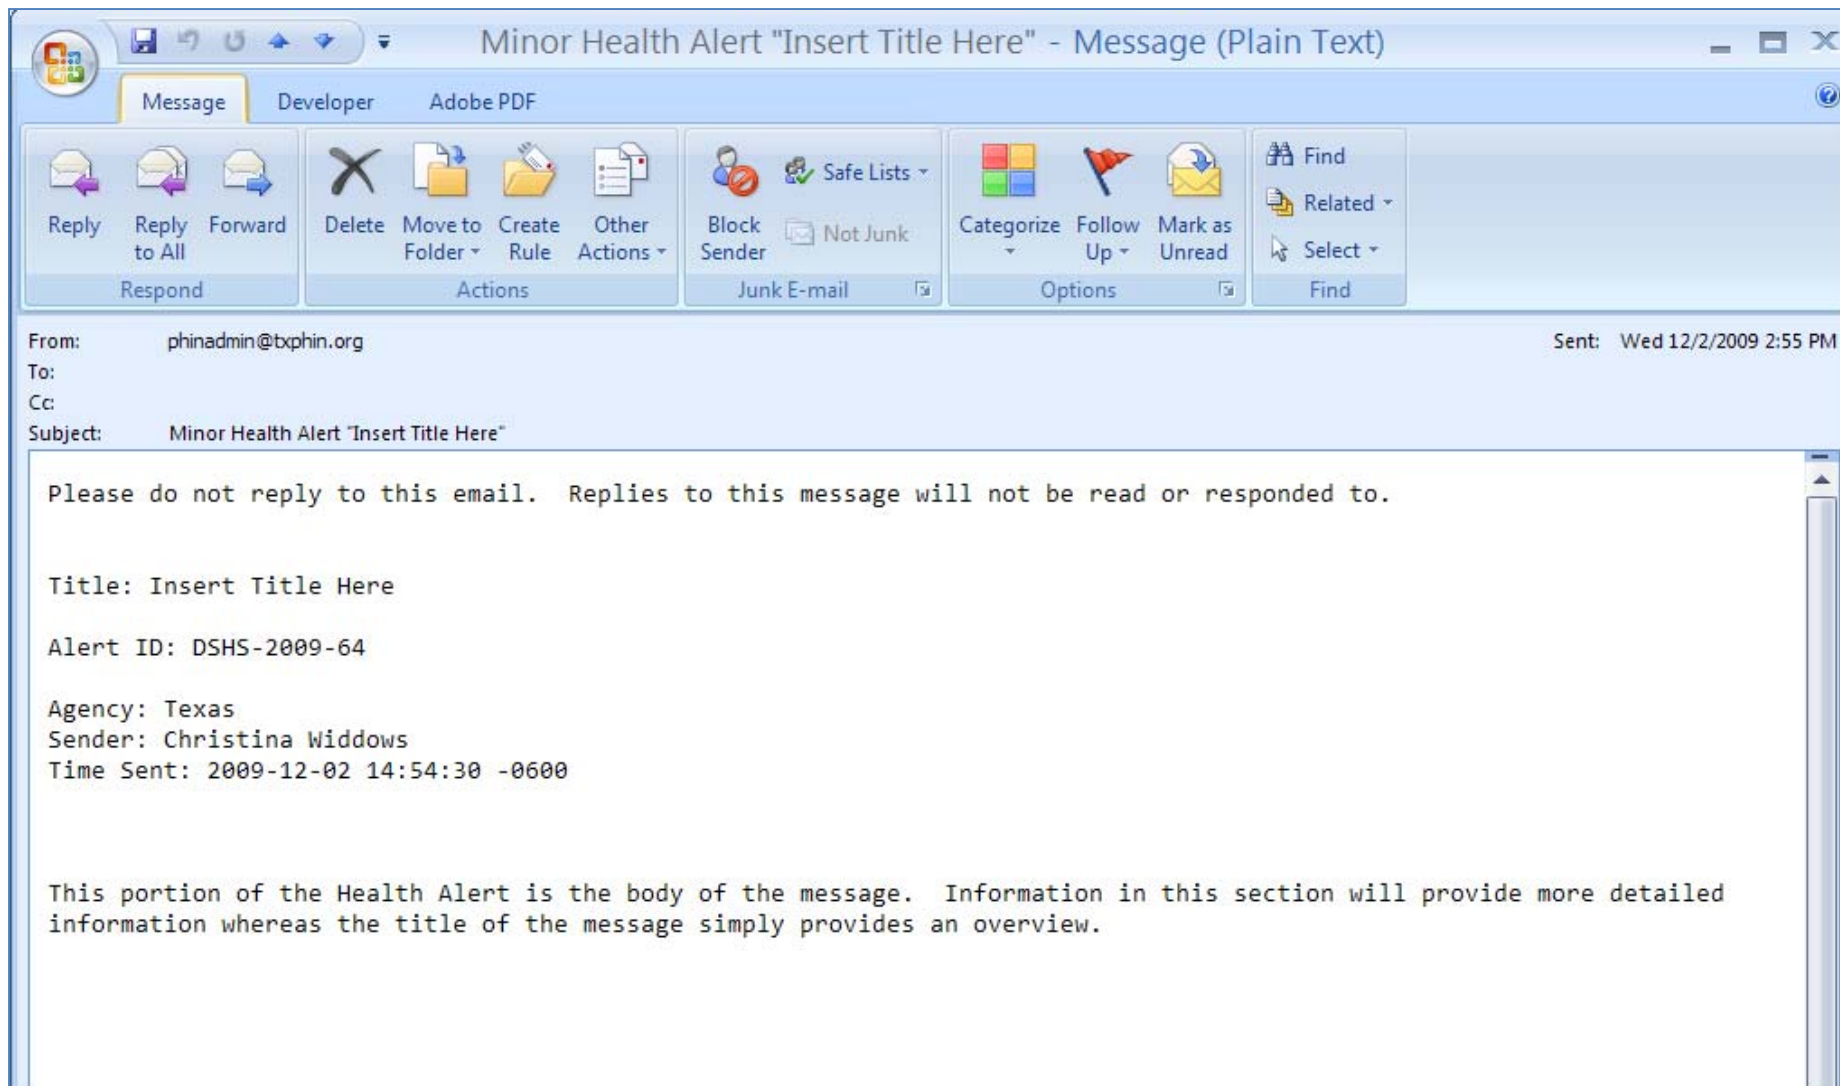 Minor Health Alert "Insert Title Here" - Message (Plain Text)
Message Developer Adobe PDF
Reply
Reply to All
Forward
Respond
Delete
Move to Folder
Create Rule
Other Actions
Actions
Block Sender
Safe Lists
Not Junk
Junk E-mail
Categorize
Follow Up
Mark as Unread
Options
Find
Related
Select
Find
From: phinadmin@txphin.org Sent: Wed 12/2/2009 2:55 PM
To:
Cc:
Subject: Minor Health Alert "Insert Title Here"
Please do not reply to this email.  Replies to this message will not be read or responded to.
Title: Insert Title Here
Alert ID: DSHS-2009-64
Agency: Texas
Sender: Christina Widdows
Time Sent: 2009-12-02 14:54:30 -0600
This portion of the Health Alert is the body of the message.  Information in this section will provide more detailed
information whereas the title of the message simply provides an overview.